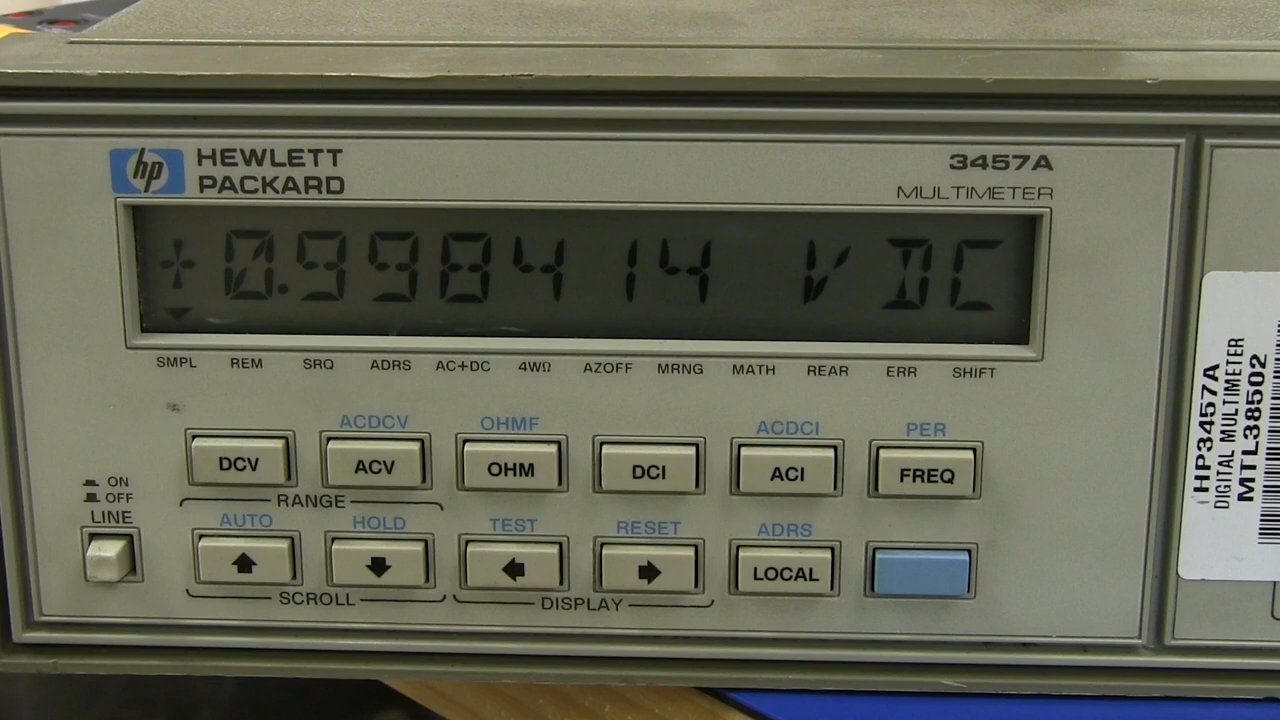 hp HEWLETT PACKARD
3457A
MULTIMETER
+0.998414 V DC
SMPL REM SRQ ADRS AC+DC 4WΩ AZOFF MRNG MATH REAR ERR SHIFT
ACDCV OHMF ACDCI PER
DCV ACV OHM DCI ACI FREQ
RANGE
ON
OFF
LINE
AUTO HOLD TEST RESET ADRS
LOCAL
SCROLL DISPLAY
HP3457A
DIGITAL MULTIMETER
MTL38502